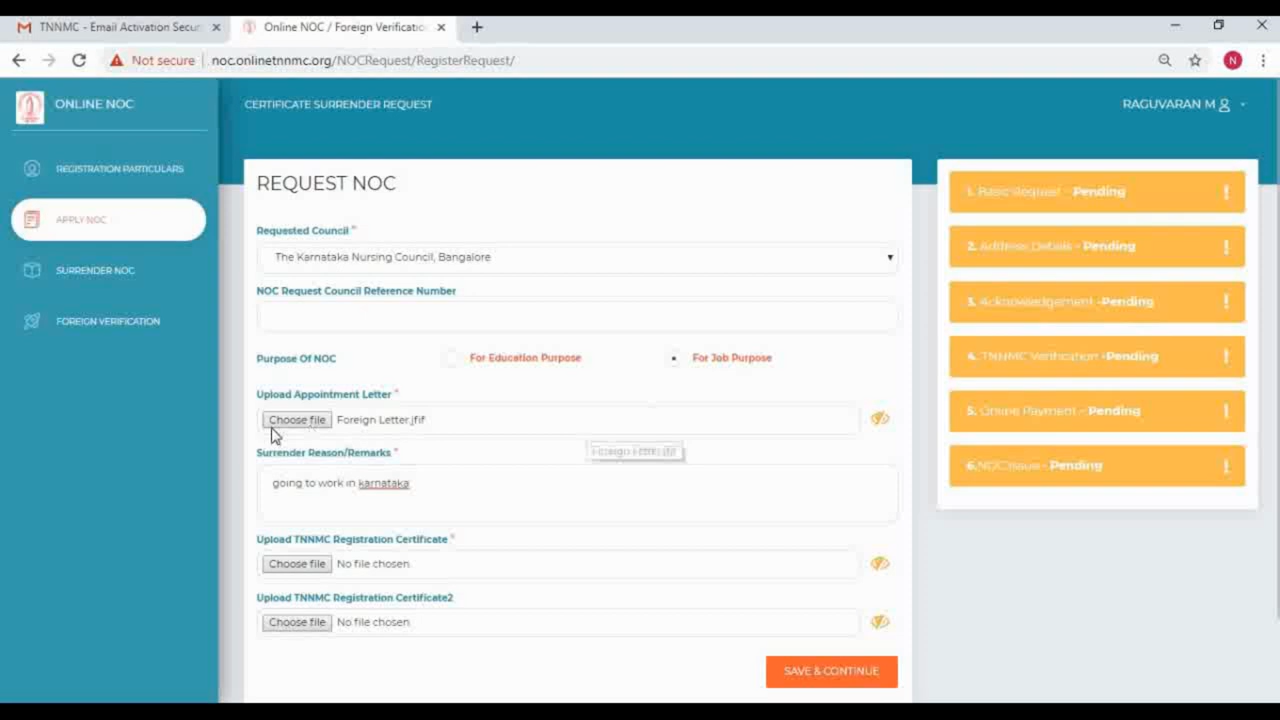 TNNMC - Email Activation Secu
Online NOC / Foreign Verificatio
Not secure
noc.onlinetnnmc.org/NOCRequest/RegisterRequest/
N
ONLINE NOC
CERTIFICATE SURRENDER REQUEST
RAGUVARAN M
REGISTRATION PARTICULARS
APPLY NOC
SURRENDER NOC
FOREIGN VERIFICATION
REQUEST NOC
Requested Council *
The Karnataka Nursing Council, Bangalore
NOC Request Council Reference Number
Purpose Of NOC
For Education Purpose
For Job Purpose
Upload Appointment Letter *
Choose file Foreign Letter.jfif
Foreign Letter.jfif
Surrender Reason/Remarks *
going to work in karnataka
Upload TNNMC Registration Certificate *
Choose file No file chosen
Upload TNNMC Registration Certificate2
Choose file No file chosen
SAVE & CONTINUE
1. Basic Request - Pending !
2. Address Details - Pending !
3. Acknowledgement -Pending !
4. TNNMC Verification -Pending !
5. Online Payment - Pending !
6.NOC Issue - Pending !